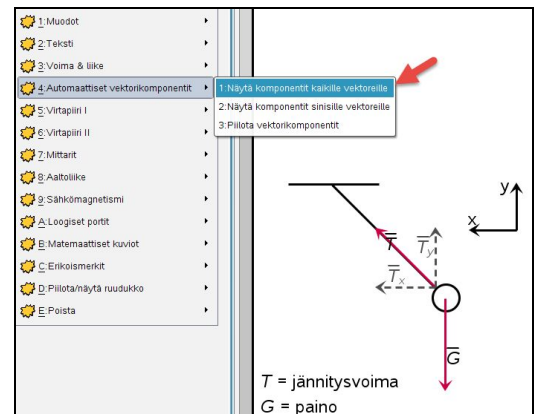 1:Muodot
2:Teksti
3:Voima & liike
4:Automaattiset vektorikomponentit
5:Virtapiiri I
6:Virtapiiri II
7:Mittarit
8:Aaltoliike
9:Sähkömagnetismi
A:Loogiset portit
B:Matemaattiset kuviot
C:Erikoismerkit
D:Piilota/näytä ruudukko
E:Poista
1:Näytä komponentit kaikille vektoreille
2:Näytä komponentit sinisille vektoreille
3:Piilota vektorikomponentit
y
x
T̅
T̅y
T̅x
G̅
T = jännitysvoima
G = paino